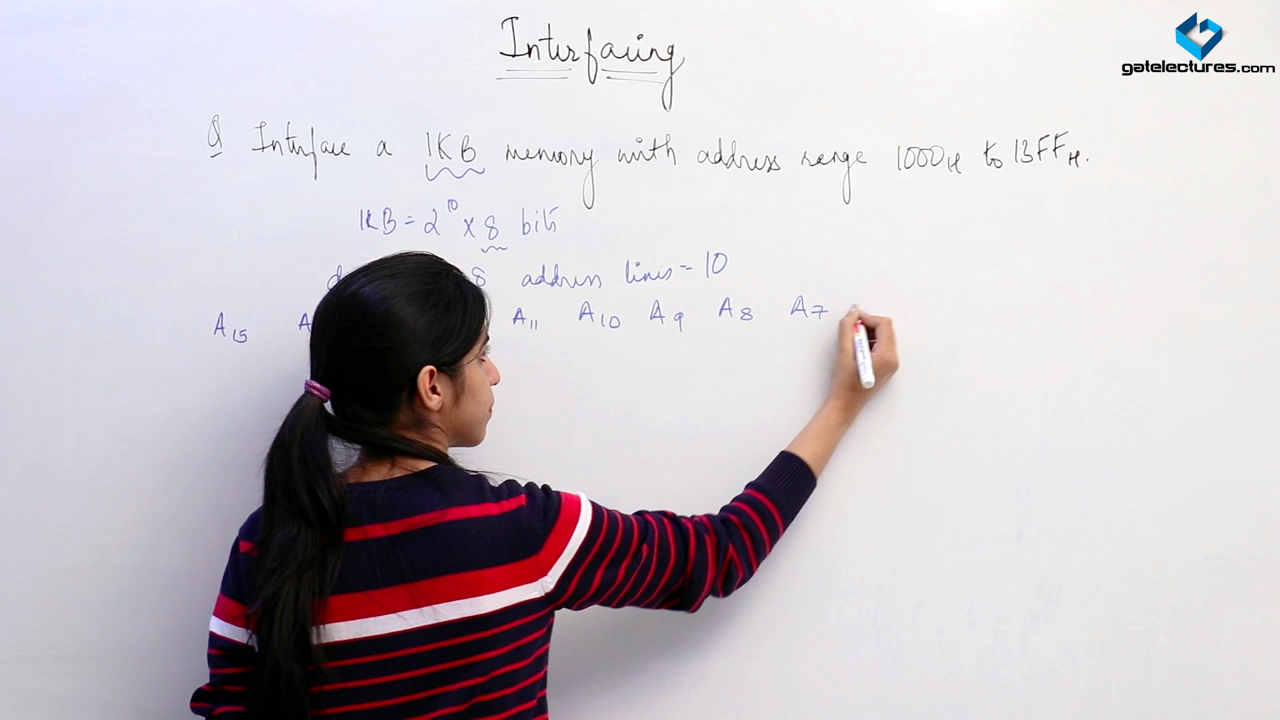 Interfacing
gatelectures.com
Q Interface a 1KB memory with address range 1000H to 13FFH.
1KB = 2^10 x 8 bits
8 address lines = 10
A15 A11 A10 A9 A8 A7